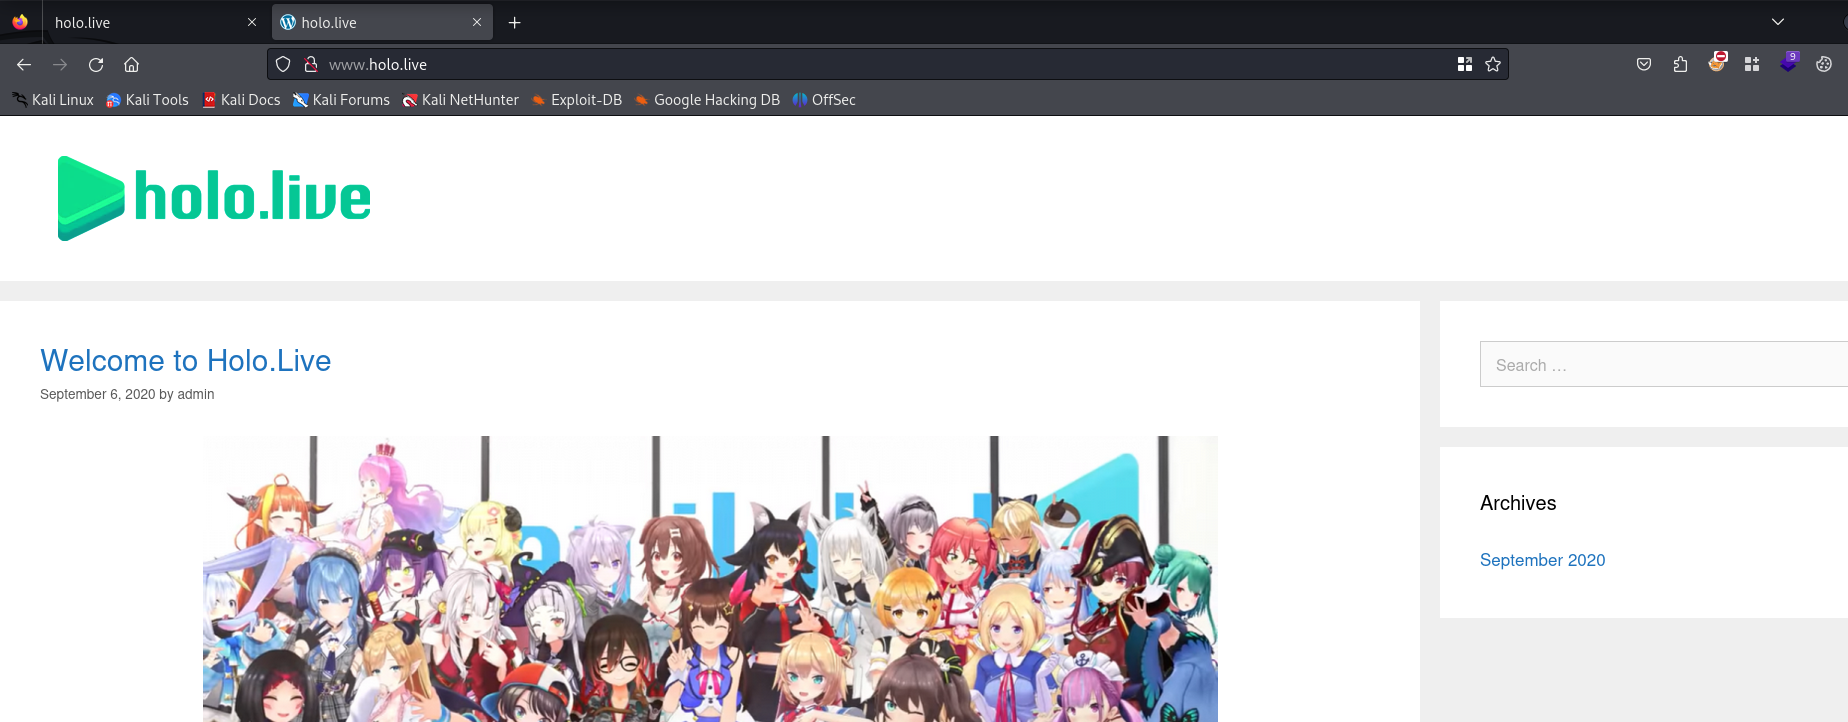 holo.live
holo.live
www.holo.live
9
Kali Linux Kali Tools Kali Docs Kali Forums Kali NetHunter Exploit-DB Google Hacking DB OffSec
holo.live
Welcome to Holo.Live
September 6, 2020 by admin
Search …
Archives
September 2020